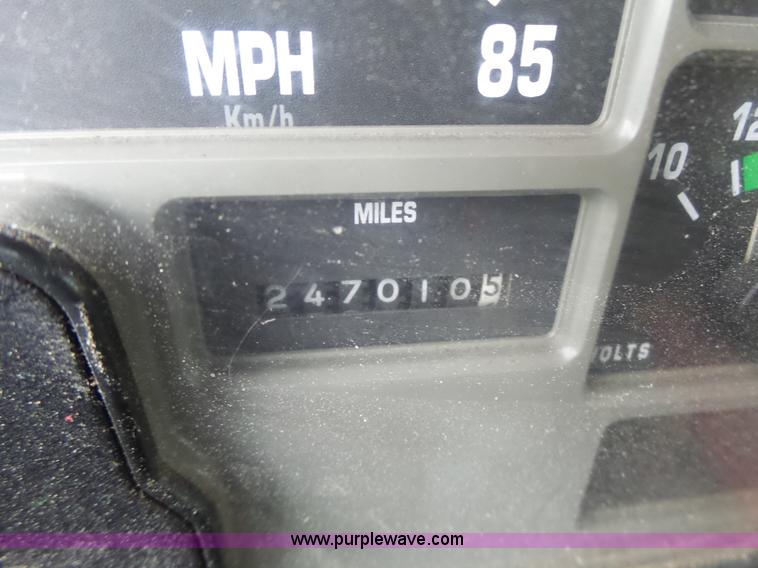 MPH 85
Km/h
12
10
MILES
2470105
VOLTS
www.purplewave.com